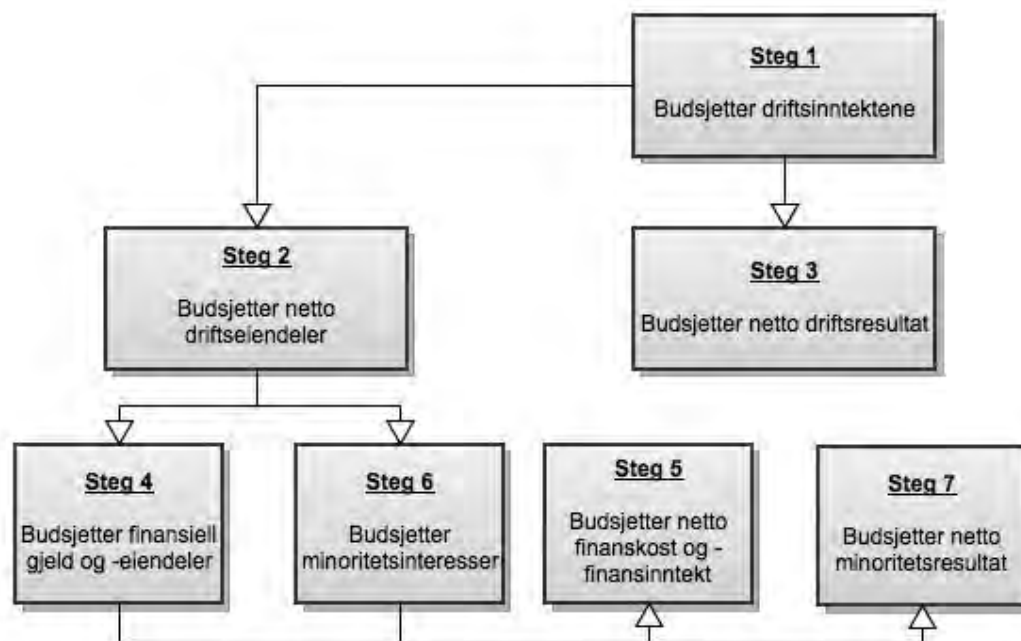 Steg 1
Budsjetter driftsinntektene
Steg 2
Budsjetter netto
driftseiendeler
Steg 3
Budsjetter netto driftsresultat
Steg 4
Budsjetter finansiell
gjeld og -eiendeler
Steg 6
Budsjetter
minoritetsinteresser
Steg 5
Budsjetter netto
finanskost og -
finansinntekt
Steg 7
Budsjetter netto
minoritetsresultat